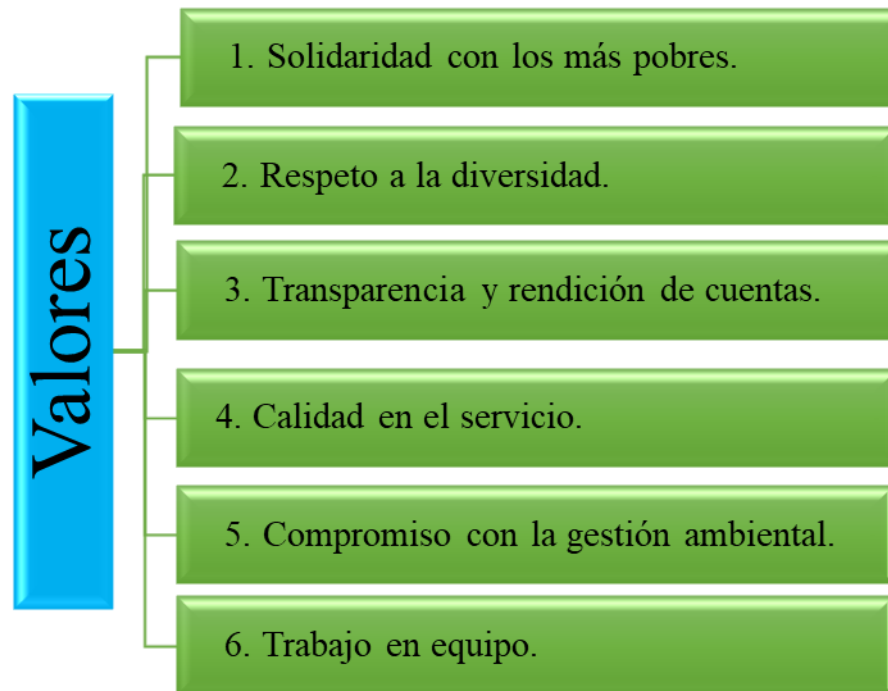 Valores
1. Solidaridad con los más pobres.
2. Respeto a la diversidad.
3. Transparencia y rendición de cuentas.
4. Calidad en el servicio.
5. Compromiso con la gestión ambiental.
6. Trabajo en equipo.